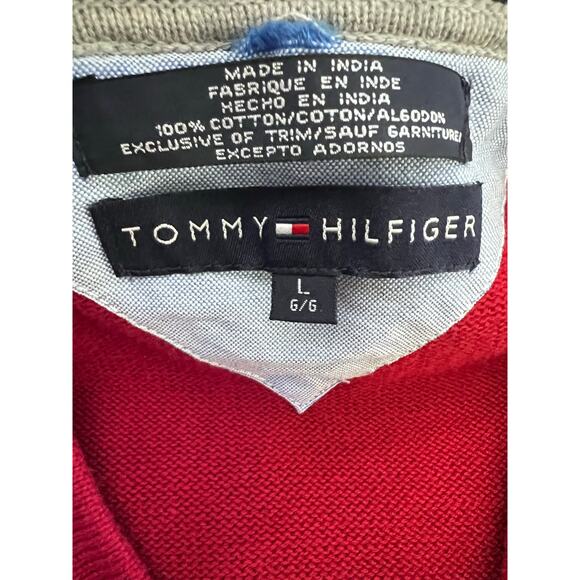 MADE IN INDIA
FABRIQUE EN INDE
HECHO EN INDIA
100% COTTON/COTON/ALGODON
EXCLUSIVE OF TRIM/SAUF GARNITURE/
EXCEPTO ADORNOS
TOMMY HILFIGER
L
G/G